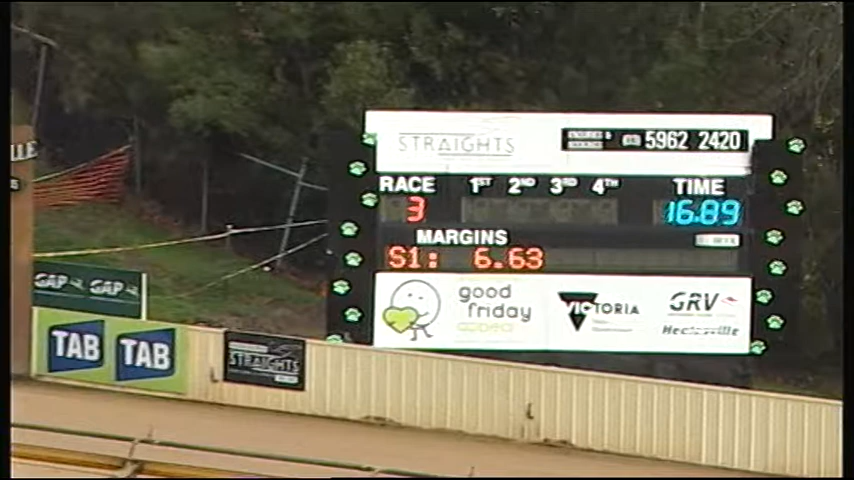 STRAIGHTS
5962 2420
RACE 1ST 2ND 3RD 4TH TIME
3 16.89
MARGINS
S1: 6.63
good
friday
appeal
VICTORIA
GRV
Healesville
LLE
GAP GAP
TAB TAB
STRAIGHTS